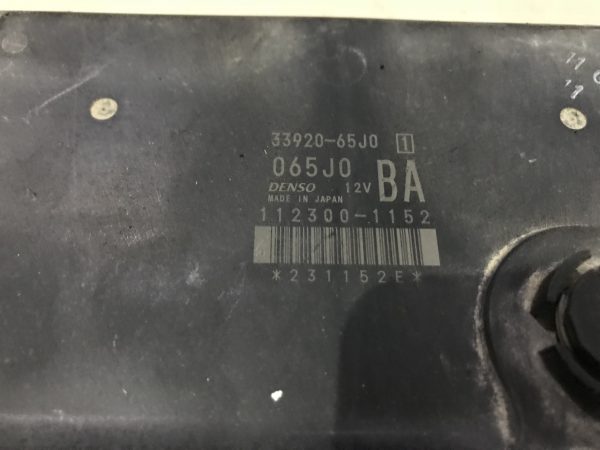 33920-65J0 1
065J0 BA
DENSO 12V
MADE IN JAPAN
112300-1152
*231152E*